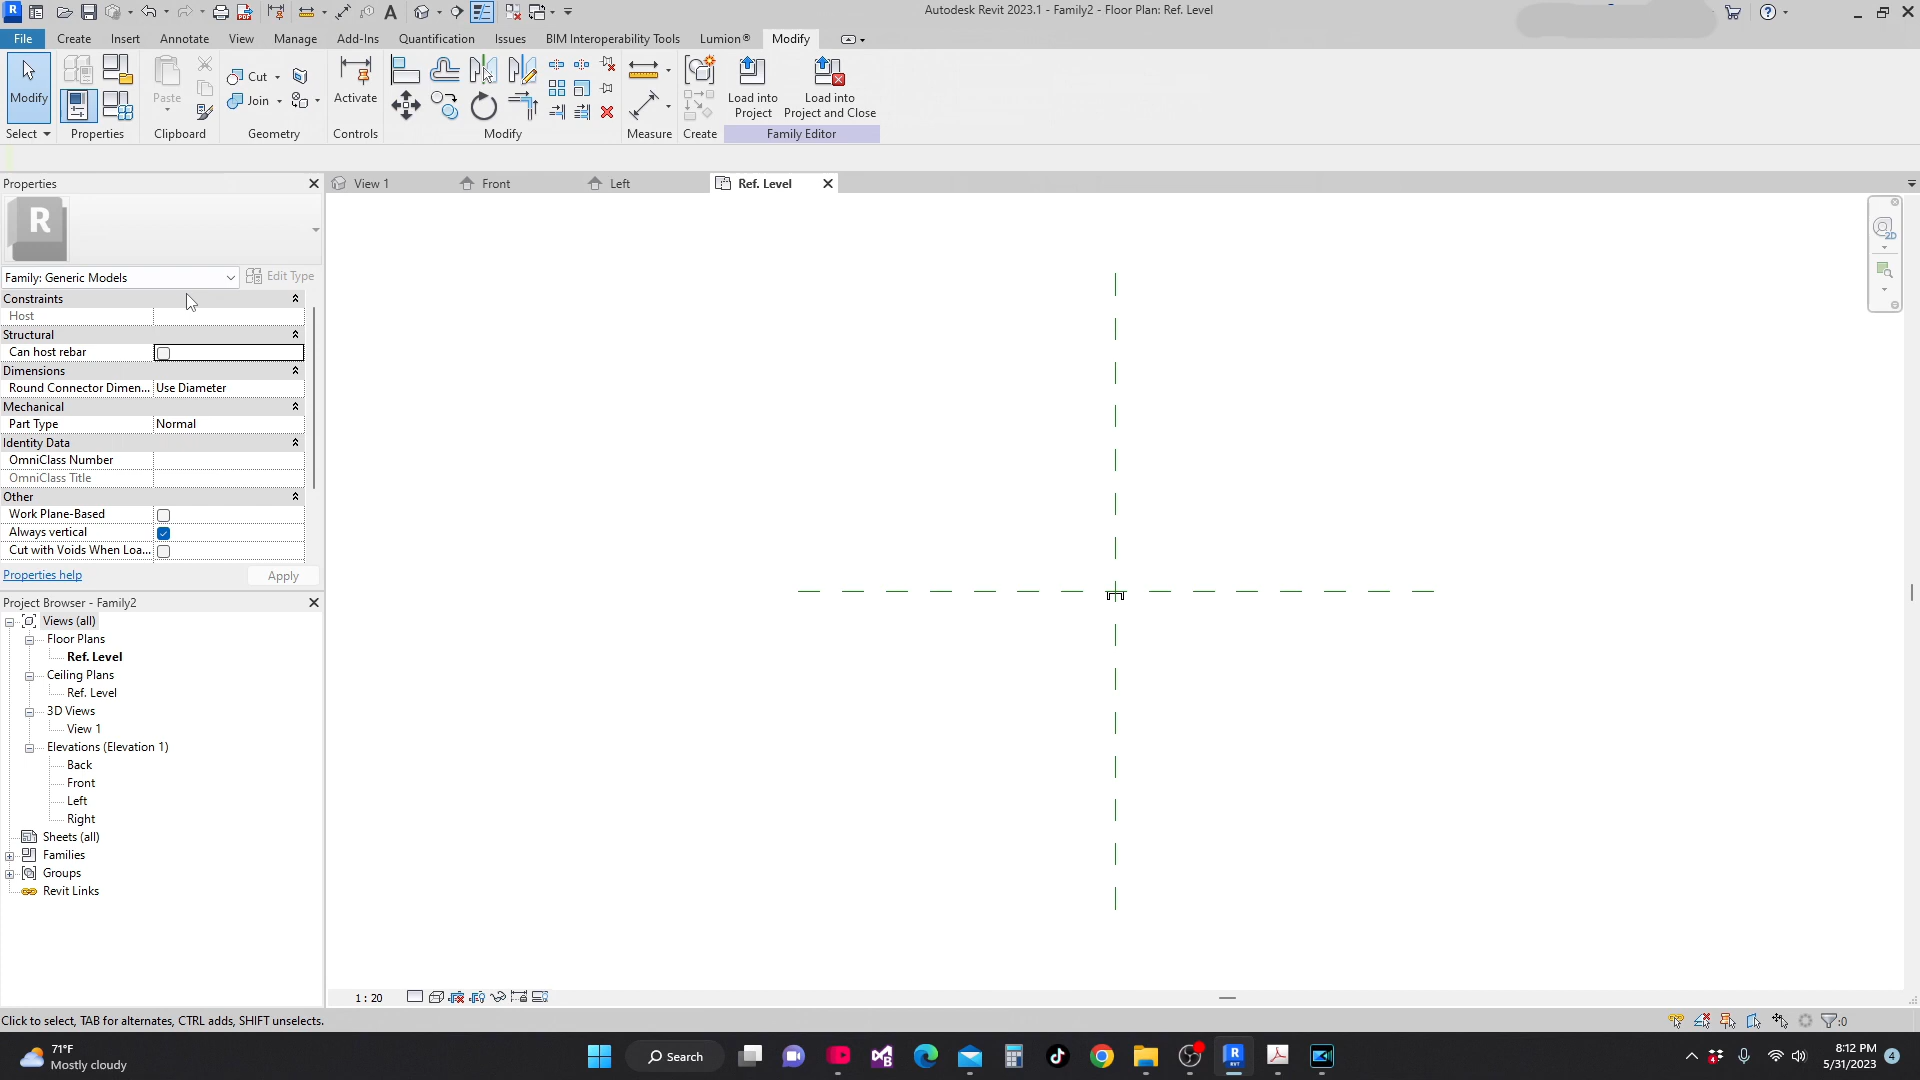 Autodesk Revit 2023.1 - Family2 - Floor Plan: Ref. Level
File Create Insert Annotate View Manage Add-Ins Quantification Issues BIM Interoperability Tools Lumion® Modify
Modify
Paste
Cut
Join
Activate
Load into Project
Load into Project and Close
Select Properties Clipboard Geometry Controls Modify Measure Create Family Editor
Properties
View 1 Front Left Ref. Level
R
Family: Generic Models Edit Type
Constraints
Host
Structural
Can host rebar
Dimensions
Round Connector Dimen... Use Diameter
Mechanical
Part Type Normal
Identity Data
OmniClass Number
OmniClass Title
Other
Work Plane-Based
Always vertical
Cut with Voids When Loa...
Properties help Apply
Project Browser - Family2
Views (all)
Floor Plans
Ref. Level
Ceiling Plans
Ref. Level
3D Views
View 1
Elevations (Elevation 1)
Back
Front
Left
Right
Sheets (all)
Families
Groups
Revit Links
1 : 20
Click to select, TAB for alternates, CTRL adds, SHIFT unselects.
:0
71°F
Mostly cloudy
Search
8:12 PM
5/31/2023
4